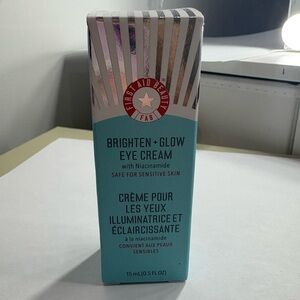 FIRST AID BEAUTY
FAB
BRIGHTEN + GLOW
EYE CREAM
with Niacinamide
SAFE FOR SENSITIVE SKIN
CRÈME POUR
LES YEUX
ILLUMINATRICE ET
ÉCLAIRCISSANTE
à la niacinamide
CONVIENT AUX PEAUX
SENSIBLES
15 mL (0.5 FL OZ)